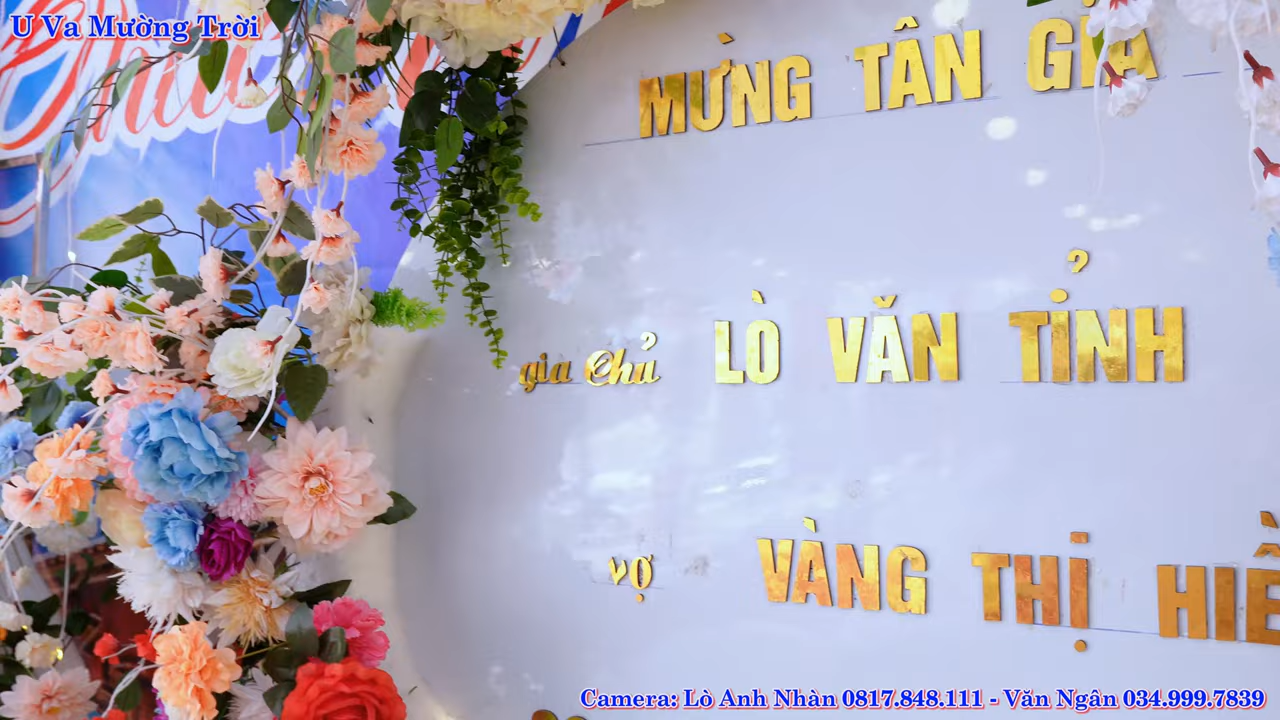 U Va Mường Trời
MỪNG TÂN GIA
gia Chủ LÒ VĂN TỈNH
vợ VÀNG THỊ HIỀ
Camera: Lò Anh Nhàn 0817.848.111 - Văn Ngân 034.999.7839